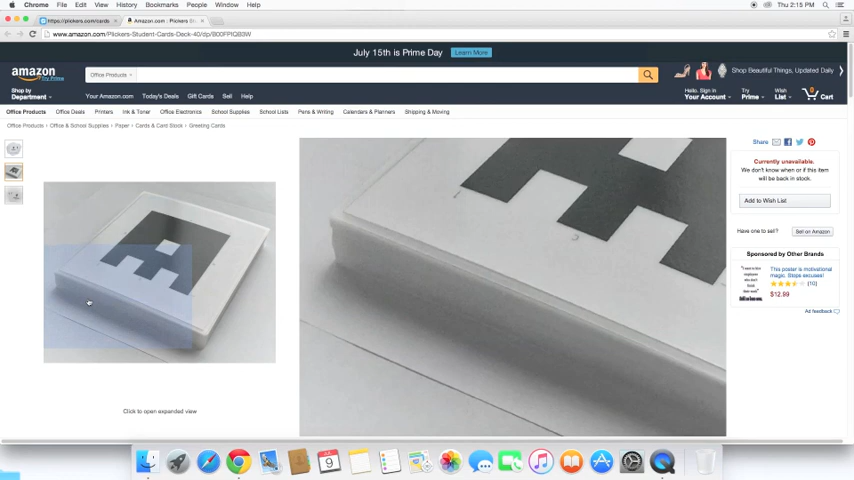 Chrome File Edit View History Bookmarks People Window Help
Thu 2:15 PM
https://plickers.com/cards
www.amazon.com/Plickers-Student-Cards-Deck-40/dp/
July 15th is Prime Day Learn More
amazon
Try Prime
Office Products
Shop Beautiful Things, Updated Daily
Shop by
Department
Your Amazon.com Today's Deals Gift Cards Sell Help
Hello. Sign in
Your Account
Try
Prime
Wish
List
0
Cart
Office Products Office Deals Printers Ink & Toner Office Electronics School Supplies School Lists Pens & Writing Calendars & Planners Shipping & Moving
Office Products › Office & School Supplies › Paper › Cards & Card Stock › Greeting Cards
Share
Currently unavailable.
We don't know when or if this item
will be back in stock.
Add to Wish List
Have one to sell? Sell on Amazon
Sponsored by Other Brands
This poster is motivational
magic. Stops excuses!
(10)
$12.99
Ad feedback
Click to open expanded view
JUL
9